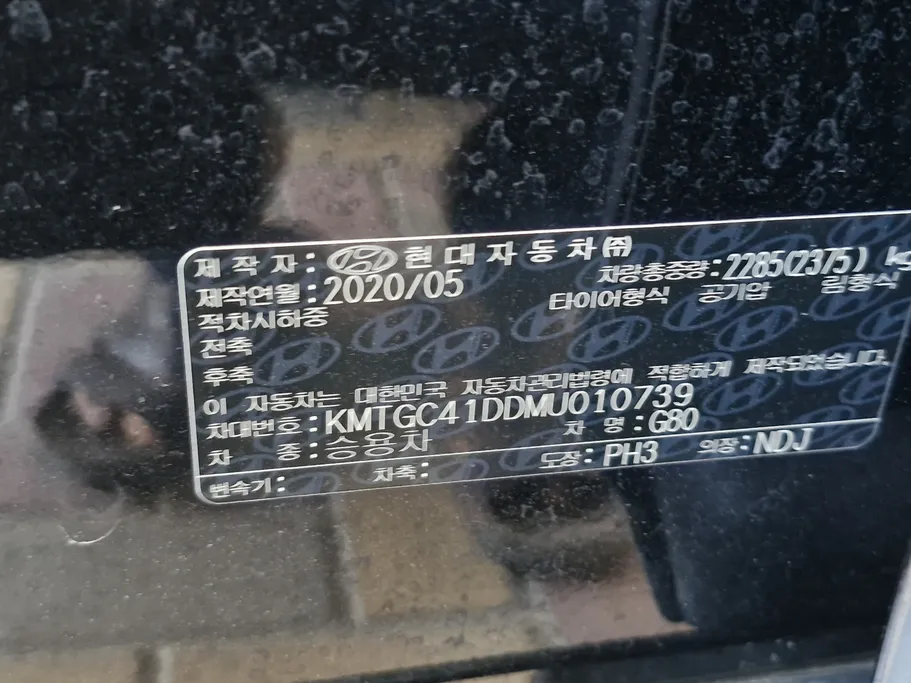 제작자: 현대자동차㈜
제작연월: 2020/05 차량총중량: 2285(2375) kg
적차시하중 타이어형식 공기압 림형식
전축
후축
이 자동차는 대한민국 자동차관리법령에 적합하게 제작되었습니다.
차대번호: KMTGC41DDMU010739
차 종: 승용차 차 명: G80
변속기: 차축: 도장: PH3 의장: NDJ